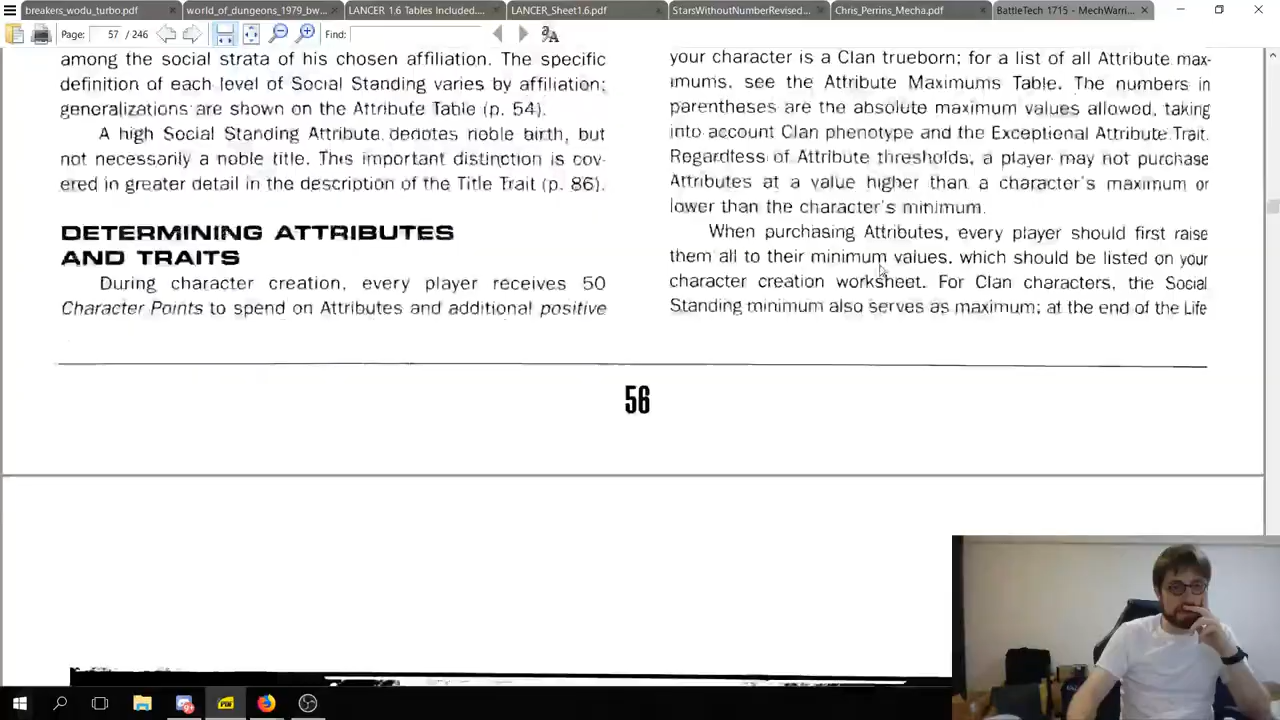 breakers_wodu_turbo.pdf
world_of_dungeons_1979_bw...
LANCER 1.6 Tables Included....
LANCER_Sheet1.6.pdf
StarsWithoutNumberRevised...
Chris_Perrins_Mecha.pdf
BattleTech 1715 - MechWarri...
Page: 57 / 246
Find:
among the social strata of his chosen affiliation. The specific
definition of each level of Social Standing varies by affiliation;
generalizations are shown on the Attribute Table (p. 54).
A high Social Standing Attribute denotes noble birth, but
not necessarily a noble title. This important distinction is cov-
ered in greater detail in the description of the Title Trait (p. 86).
DETERMINING ATTRIBUTES
AND TRAITS
During character creation, every player receives 50
Character Points to spend on Attributes and additional positive
your character is a Clan trueborn; for a list of all Attribute max-
imums, see the Attribute Maximums Table. The numbers in
parentheses are the absolute maximum values allowed, taking
into account Clan phenotype and the Exceptional Attribute Trait.
Regardless of Attribute thresholds, a player may not purchase
Attributes at a value higher than a character's maximum or
lower than the character's minimum.
When purchasing Attributes, every player should first raise
them all to their minimum values, which should be listed on your
character creation worksheet. For Clan characters, the Social
Standing minimum also serves as maximum; at the end of the Life
56